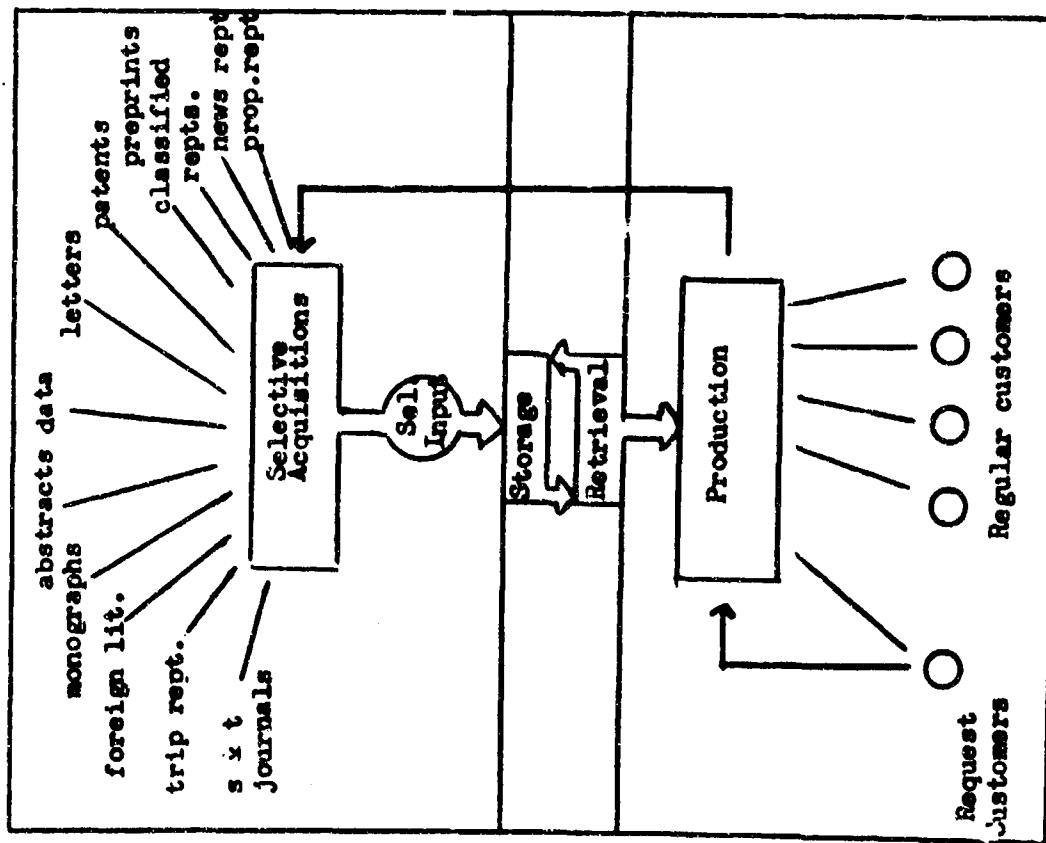 s & t
journals
trip rept.
foreign lit.
monographs
abstracts data
letters
patents
preprints
classified
repts.
news rept
prop.rept
Selective
Acquisitions
Sel
Input
Storage
Retrieval
Production
Request
Customers
Regular customers